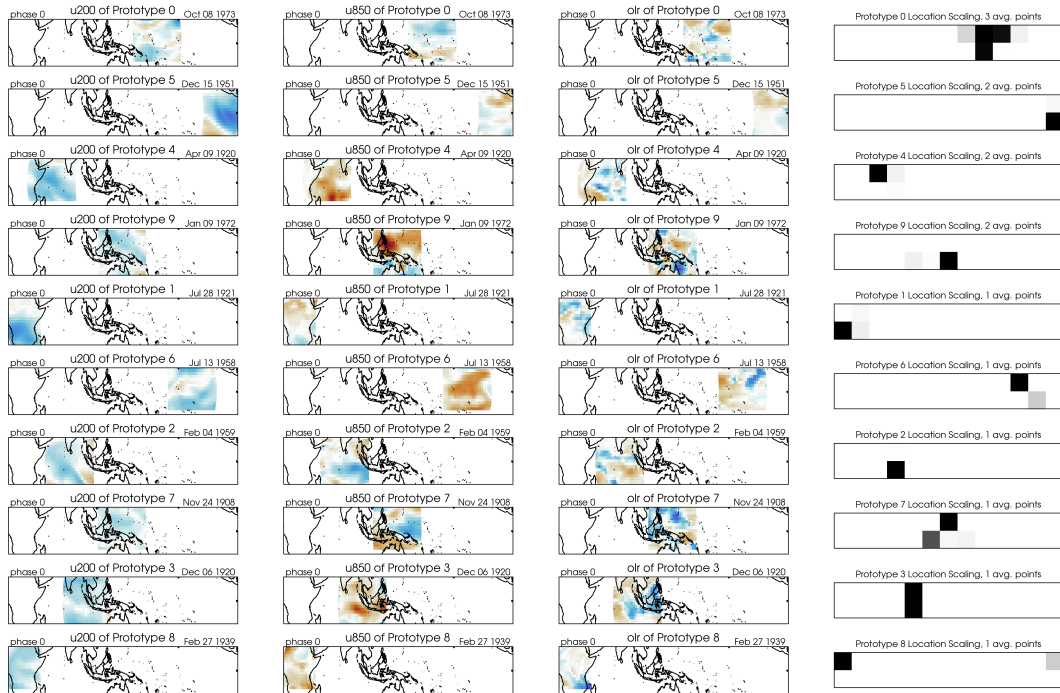 phase 0 u200 of Prototype 0 Oct 08 1973
phase 0 u850 of Prototype 0 Oct 08 1973
phase 0 olr of Prototype 0 Oct 08 1973
Prototype 0 Location Scaling, 3 avg. points
phase 0 u200 of Prototype 5 Dec 15 1951
phase 0 u850 of Prototype 5 Dec 15 1951
phase 0 olr of Prototype 5 Dec 15 1951
Prototype 5 Location Scaling, 2 avg. points
phase 0 u200 of Prototype 4 Apr 09 1920
phase 0 u850 of Prototype 4 Apr 09 1920
phase 0 olr of Prototype 4 Apr 09 1920
Prototype 4 Location Scaling, 2 avg. points
phase 0 u200 of Prototype 9 Jan 09 1972
phase 0 u850 of Prototype 9 Jan 09 1972
phase 0 olr of Prototype 9 Jan 09 1972
Prototype 9 Location Scaling, 2 avg. points
phase 0 u200 of Prototype 1 Jul 28 1921
phase 0 u850 of Prototype 1 Jul 28 1921
phase 0 olr of Prototype 1 Jul 28 1921
Prototype 1 Location Scaling, 1 avg. points
phase 0 u200 of Prototype 6 Jul 13 1958
phase 0 u850 of Prototype 6 Jul 13 1958
phase 0 olr of Prototype 6 Jul 13 1958
Prototype 6 Location Scaling, 1 avg. points
phase 0 u200 of Prototype 2 Feb 04 1959
phase 0 u850 of Prototype 2 Feb 04 1959
phase 0 olr of Prototype 2 Feb 04 1959
Prototype 2 Location Scaling, 1 avg. points
phase 0 u200 of Prototype 7 Nov 24 1908
phase 0 u850 of Prototype 7 Nov 24 1908
phase 0 olr of Prototype 7 Nov 24 1908
Prototype 7 Location Scaling, 1 avg. points
phase 0 u200 of Prototype 3 Dec 06 1920
phase 0 u850 of Prototype 3 Dec 06 1920
phase 0 olr of Prototype 3 Dec 06 1920
Prototype 3 Location Scaling, 1 avg. points
phase 0 u200 of Prototype 8 Feb 27 1939
phase 0 u850 of Prototype 8 Feb 27 1939
phase 0 olr of Prototype 8 Feb 27 1939
Prototype 8 Location Scaling, 1 avg. points